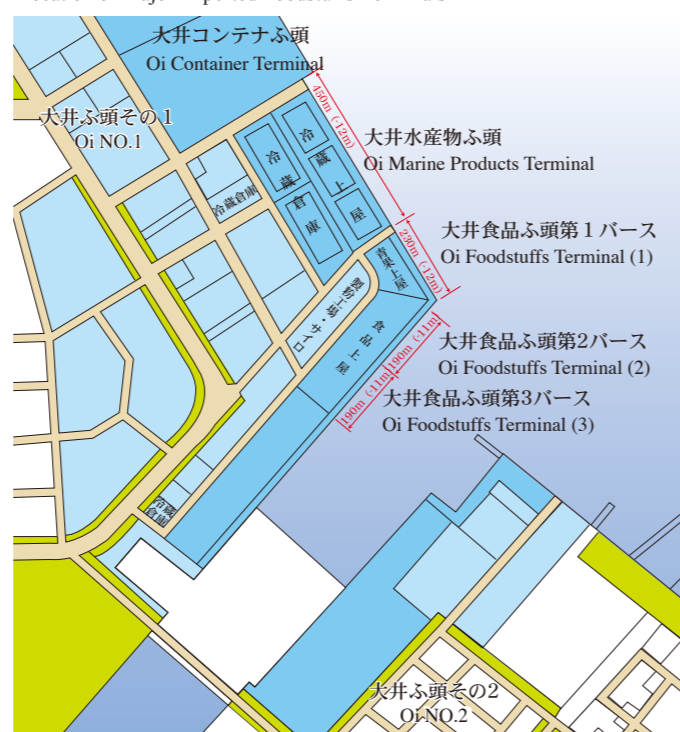 大井コンテナふ頭
Oi Container Terminal
450m (-12m)
大井ふ頭その1
Oi NO.1
大井水産物ふ頭
Oi Marine Products Terminal
冷蔵倉庫
冷蔵上屋
冷蔵倉庫
230m (-12m)
大井食品ふ頭第1バース
Oi Foodstuffs Terminal (1)
青果上屋
製粉工場・サイロ
食品上屋
190m (-11m)
大井食品ふ頭第2バース
Oi Foodstuffs Terminal (2)
190m (-11m)
大井食品ふ頭第3バース
Oi Foodstuffs Terminal (3)
冷蔵
倉庫
大井ふ頭その2
Oi NO.2